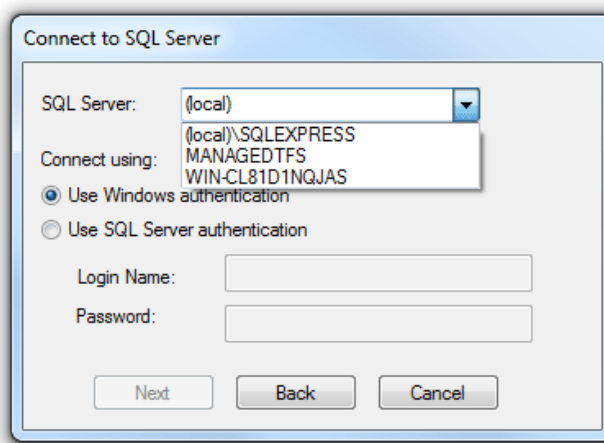 Connect to SQL Server
SQL Server: (local)
(local)\SQLEXPRESS
MANAGEDTFS
WIN-CL81D1NQJAS
Connect using:
Use Windows authentication
Use SQL Server authentication
Login Name:
Password:
Next Back Cancel